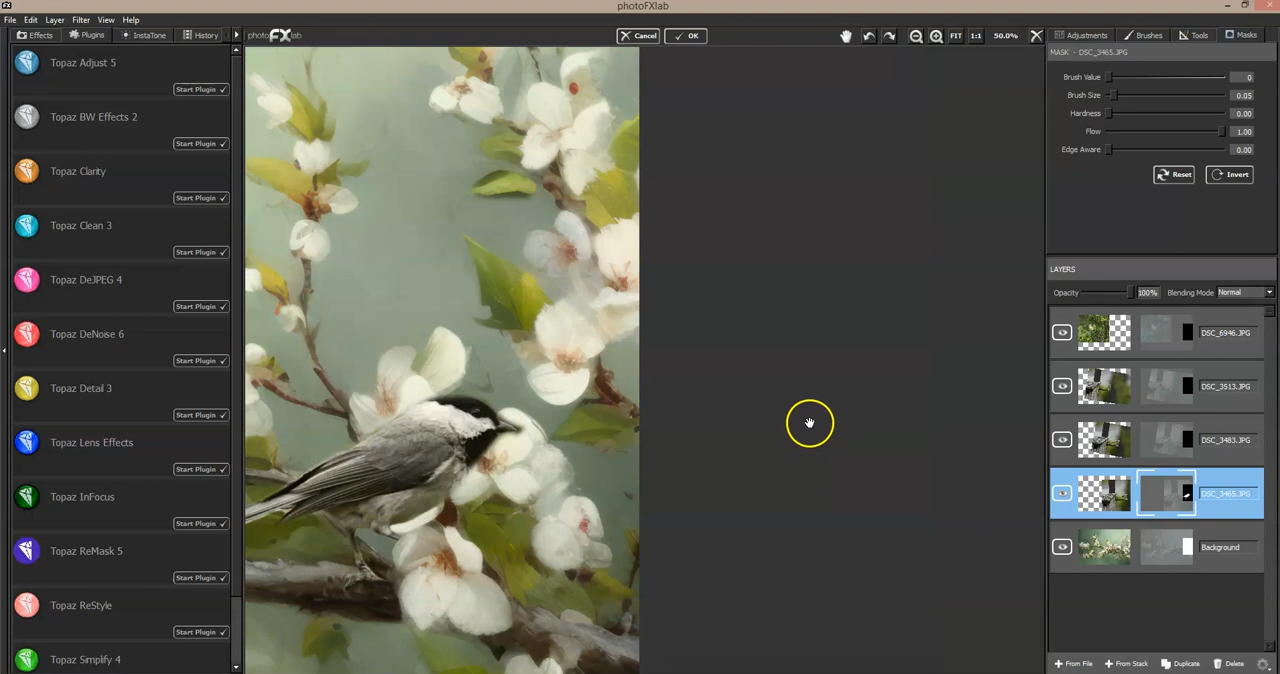 photoFXlab
File Edit Layer Filter View Help
Effects Plugins InstaTone History
photoFXlab
Cancel OK
FIT 1:1 50.0%
Adjustments Brushes Tools Masks
MASK - DSC_3465.JPG
Brush Value 0
Brush Size 0.05
Hardness 0.00
Flow 1.00
Edge Aware 0.00
Reset Invert
Topaz Adjust 5
Start Plugin
Topaz BW Effects 2
Start Plugin
Topaz Clarity
Start Plugin
Topaz Clean 3
Start Plugin
Topaz DeJPEG 4
Start Plugin
Topaz DeNoise 6
Start Plugin
Topaz Detail 3
Start Plugin
Topaz Lens Effects
Start Plugin
Topaz InFocus
Start Plugin
Topaz ReMask 5
Start Plugin
Topaz ReStyle
Start Plugin
Topaz Simplify 4
LAYERS
Opacity 100% Blending Mode Normal
DSC_6946.JPG
DSC_3513.JPG
DSC_3483.JPG
DSC_3465.JPG
Background
From File From Stack Duplicate Delete